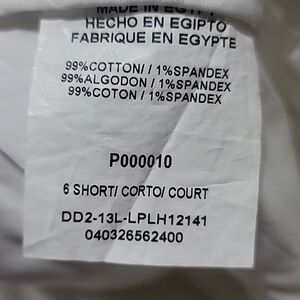 MADE IN EGYPT
HECHO EN EGIPTO
FABRIQUE EN EGYPTE
99%COTTON/ / 1%SPANDEX
99%ALGODON / 1%SPANDEX
99%COTON / / 1%SPANDEX
P000010
6 SHORT/ CORTO/ COURT
DD2-13L-LPLH12141
040326562400